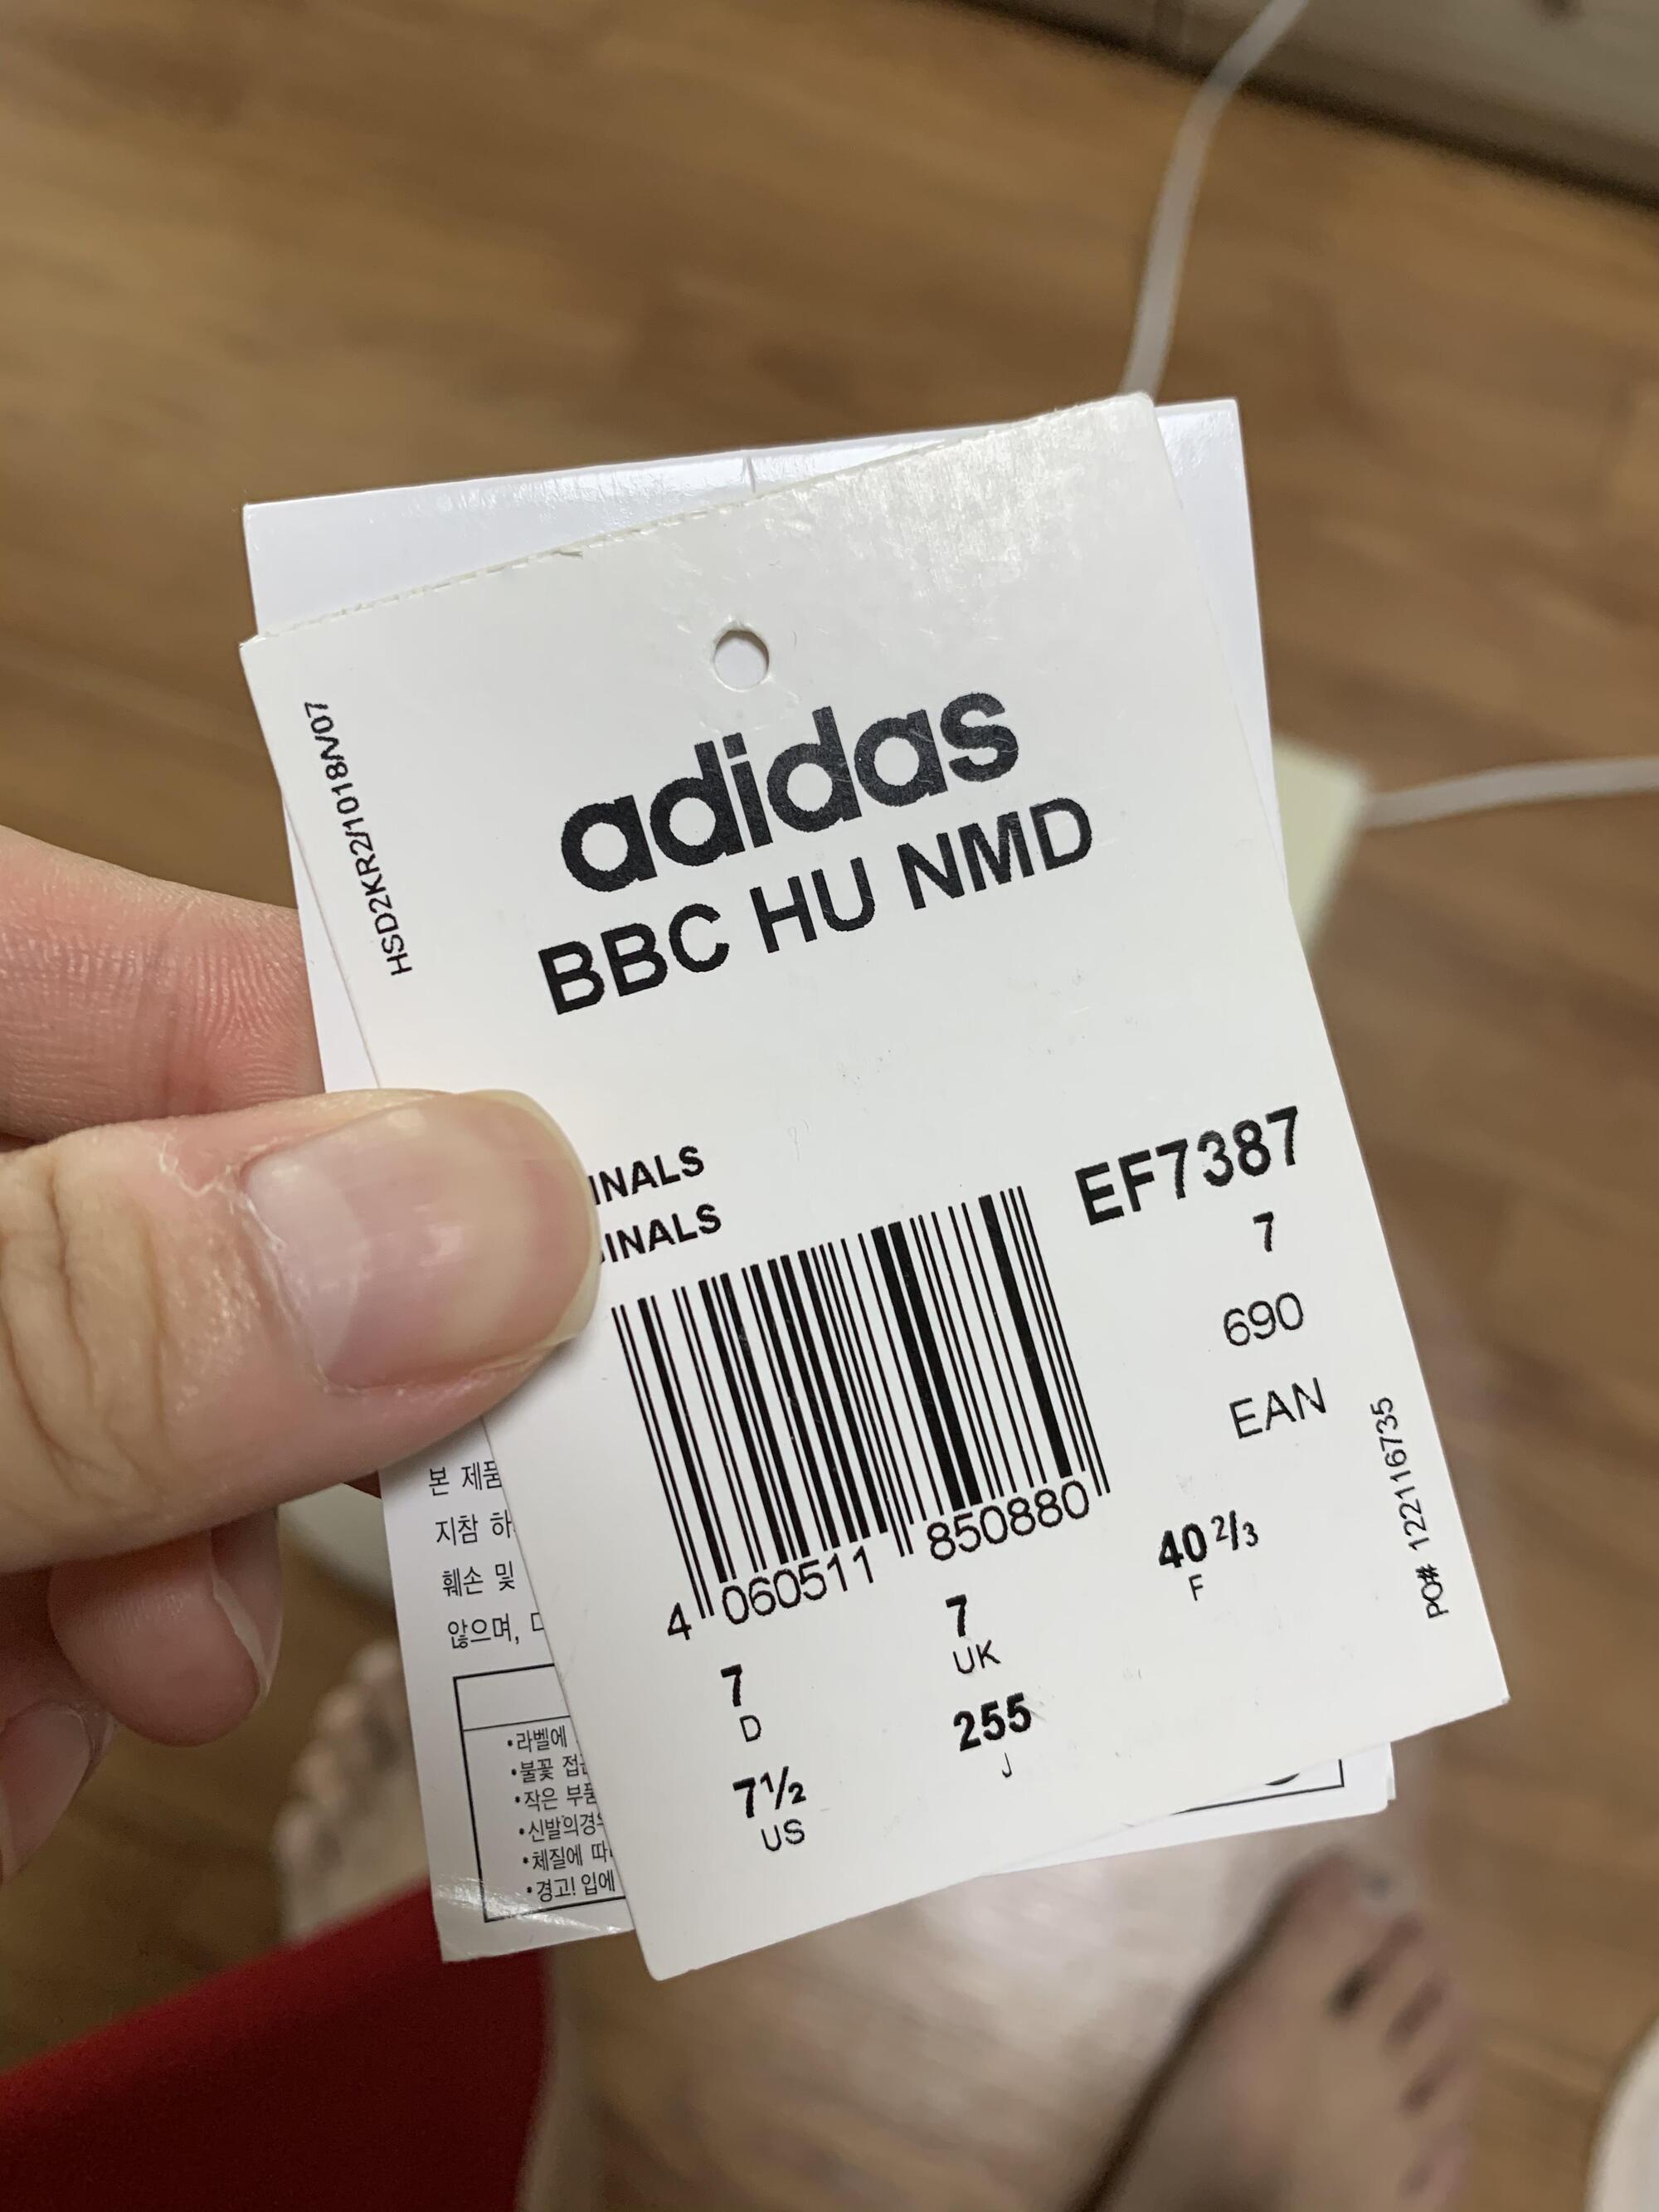 HSD2KR2/1018/V07
adidas
BBC HU NMD
INALS
INALS
EF7387
7
690
EAN
4 060511 850880
PO# 122116735
7
D
7
UK
40 2/3
F
7½
US
255
J
본 제품
지참 하
훼손 및
않으며,
•라벨에
•불꽃 접근
•작은 부품
•신발의경우
•체질에 따
•경고! 입에